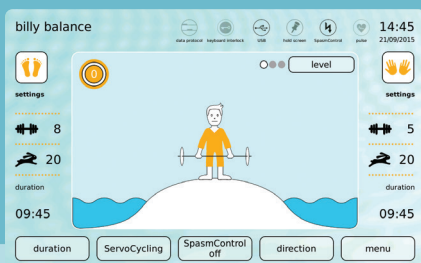 billy balance
data protocol keyboard interlock USB hold screen SpasmControl pulse
14:45
21/09/2015
0
level
settings
settings
8
5
20
20
duration
duration
09:45
09:45
duration
ServoCycling
SpasmControl
off
direction
menu